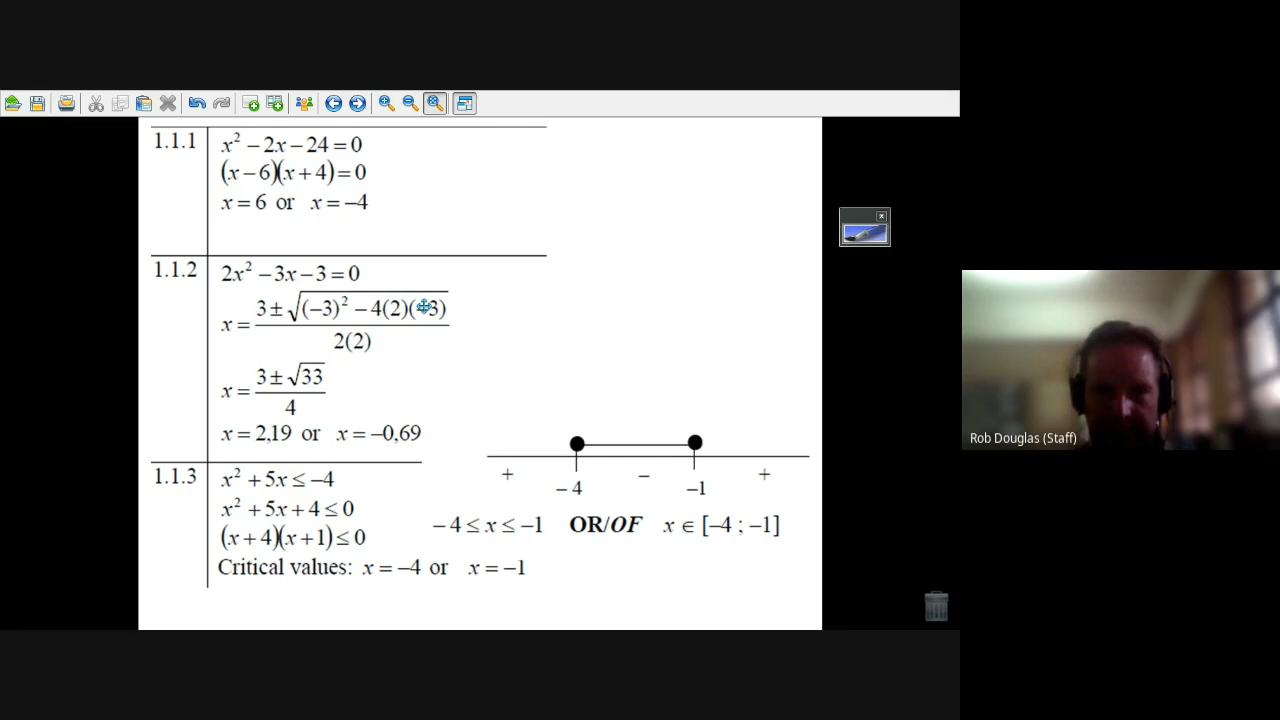 1.1.1 x² − 2x − 24 = 0
(x − 6)(x + 4) = 0
x = 6 or x = −4
1.1.2 2x² − 3x − 3 = 0
x = (3 ± √((−3)² − 4(2)(−3))) / 2(2)
x = (3 ± √33) / 4
x = 2,19 or x = −0,69
1.1.3 x² + 5x ≤ −4
x² + 5x + 4 ≤ 0
(x + 4)(x + 1) ≤ 0
Critical values: x = −4 or x = −1
+ − +
−4 −1
−4 ≤ x ≤ −1 OR/OF x ∈ [−4 ; −1]
Rob Douglas (Staff)